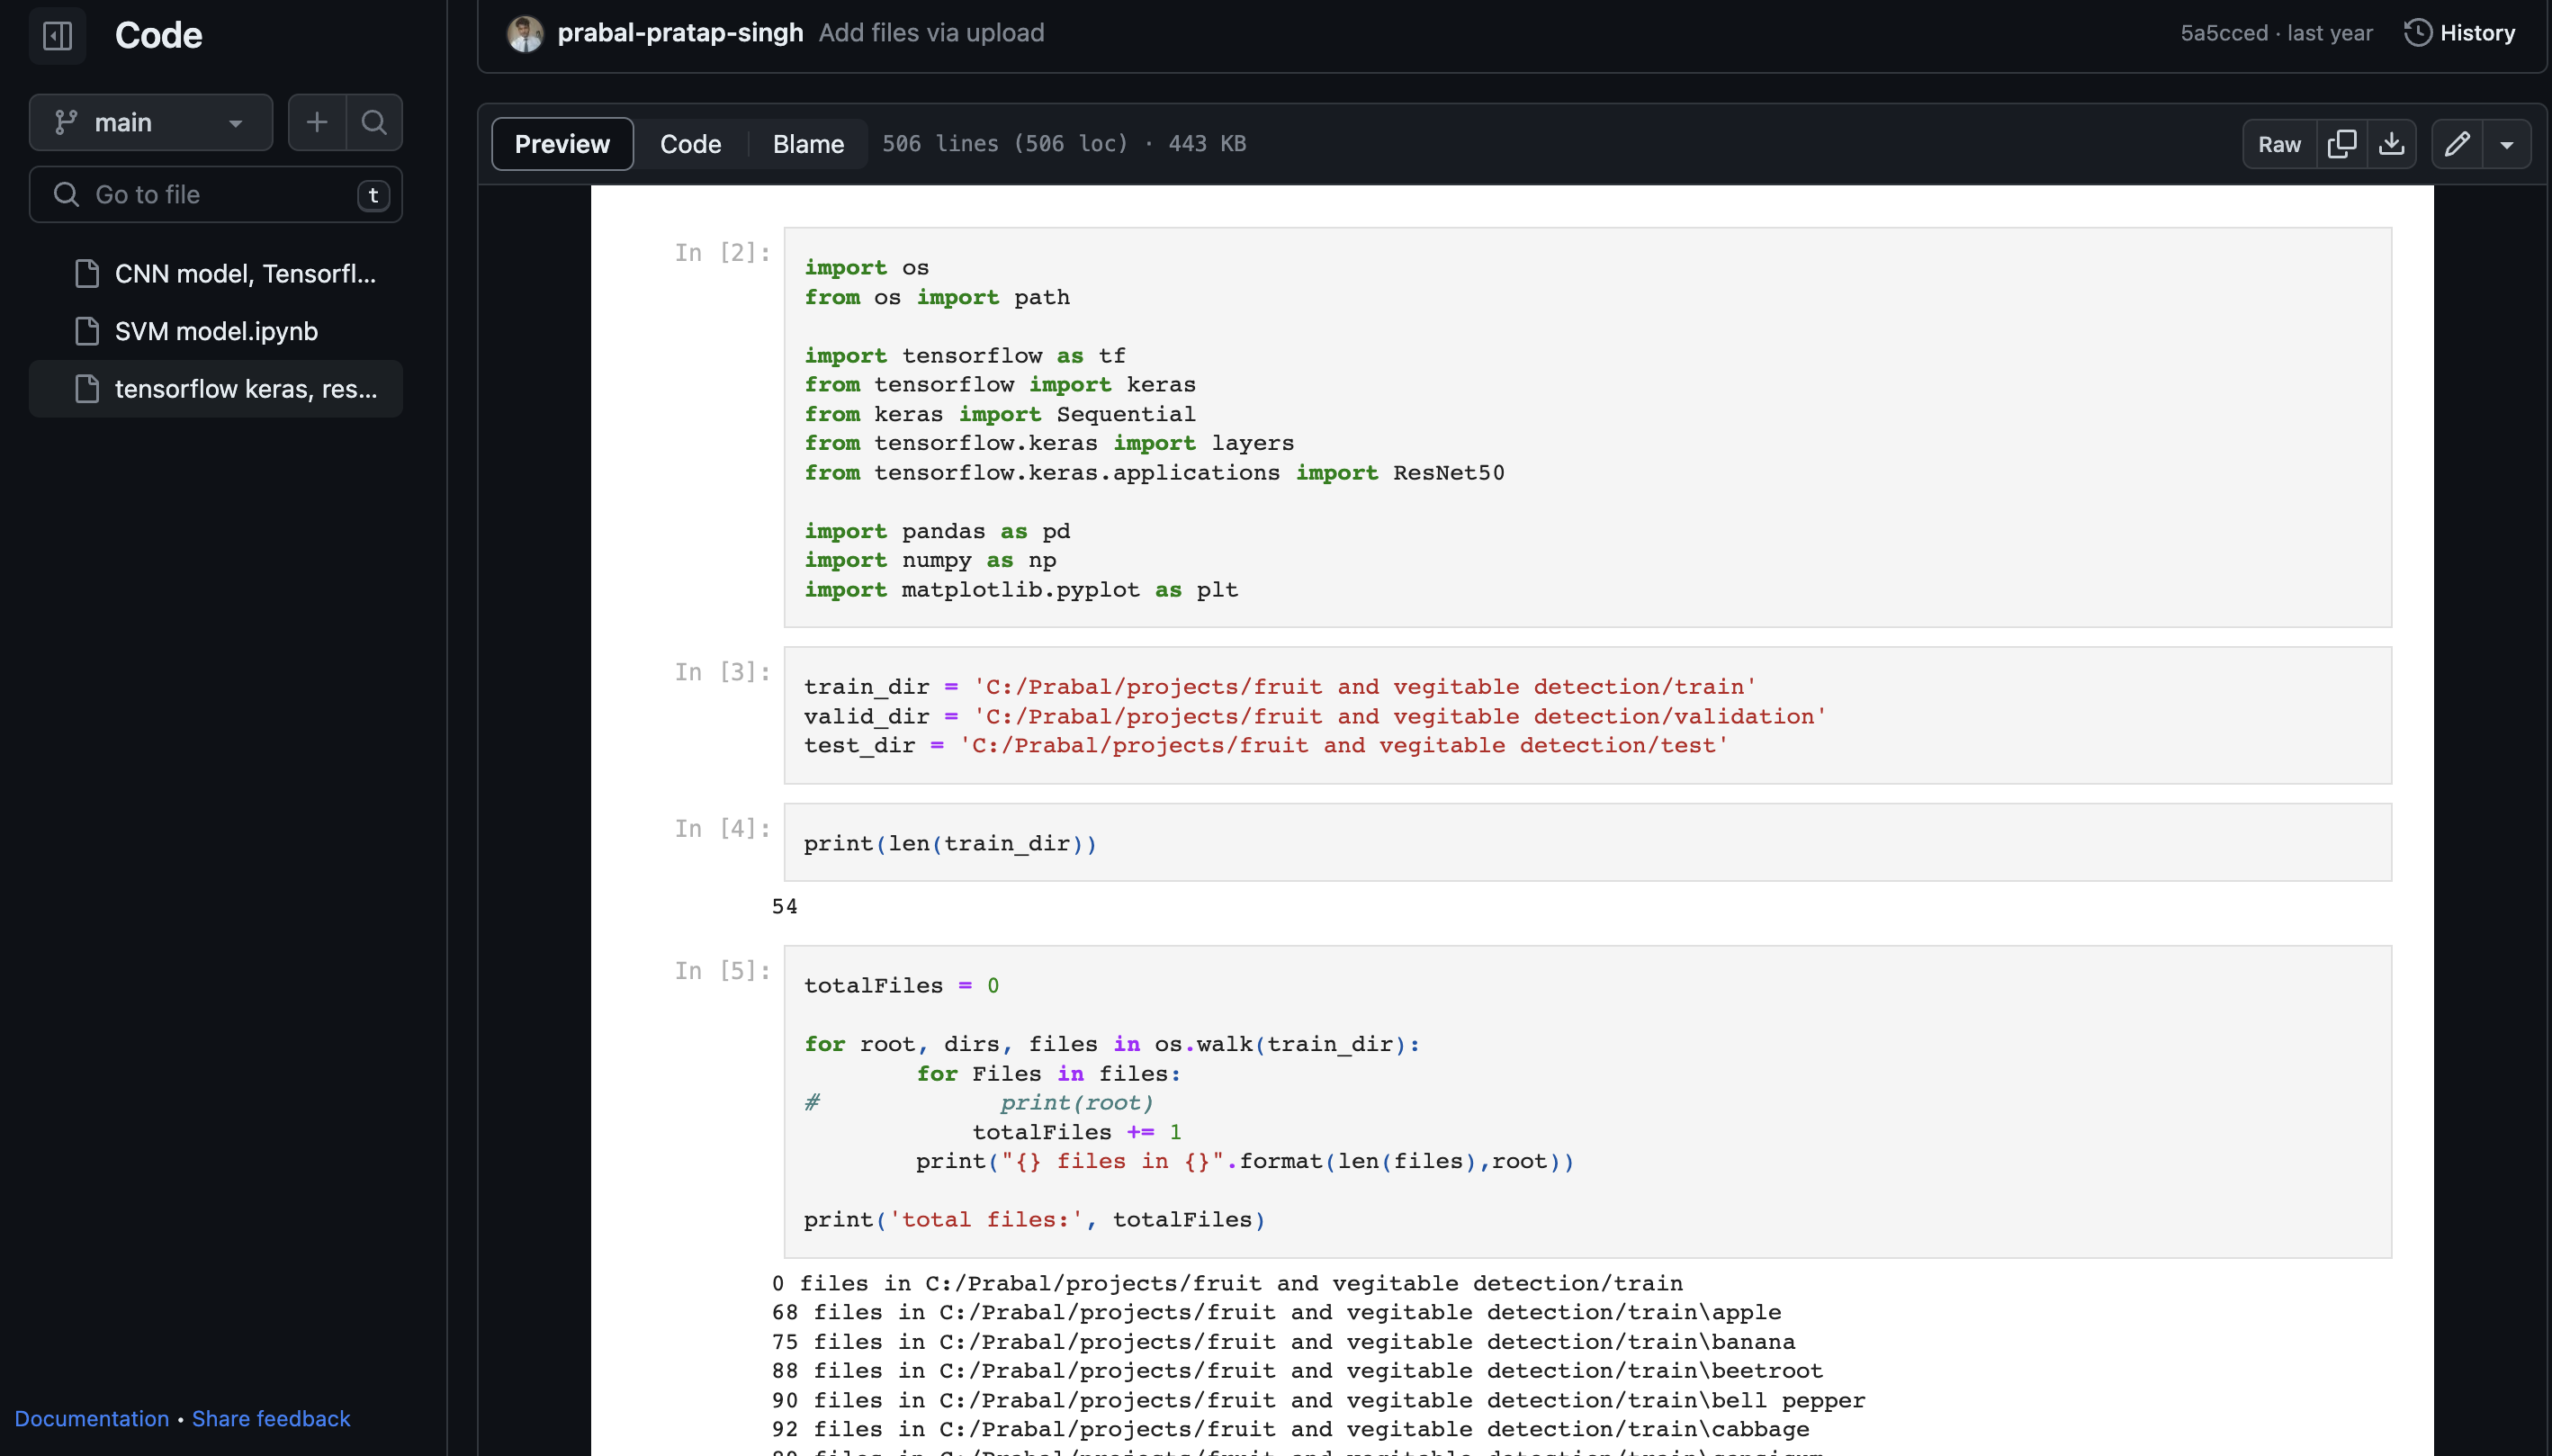 Code
main
Go to file
t
CNN model, Tensorfl...
SVM model.ipynb
tensorflow keras, res...
Documentation • Share feedback
prabal-pratap-singh Add files via upload
5a5cced · last year
History
Preview
Code
Blame
506 lines (506 loc) · 443 KB
Raw
In [2]:
import os
from os import path
import tensorflow as tf
from tensorflow import keras
from keras import Sequential
from tensorflow.keras import layers
from tensorflow.keras.applications import ResNet50
import pandas as pd
import numpy as np
import matplotlib.pyplot as plt
In [3]:
train_dir = 'C:/Prabal/projects/fruit and vegitable detection/train'
valid_dir = 'C:/Prabal/projects/fruit and vegitable detection/validation'
test_dir = 'C:/Prabal/projects/fruit and vegitable detection/test'
In [4]:
print(len(train_dir))
54
In [5]:
totalFiles = 0
for root, dirs, files in os.walk(train_dir):
for Files in files:
# print(root)
totalFiles += 1
print("{} files in {}".format(len(files),root))
print('total files:', totalFiles)
0 files in C:/Prabal/projects/fruit and vegitable detection/train
68 files in C:/Prabal/projects/fruit and vegitable detection/train\apple
75 files in C:/Prabal/projects/fruit and vegitable detection/train\banana
88 files in C:/Prabal/projects/fruit and vegitable detection/train\beetroot
90 files in C:/Prabal/projects/fruit and vegitable detection/train\bell pepper
92 files in C:/Prabal/projects/fruit and vegitable detection/train\cabbage